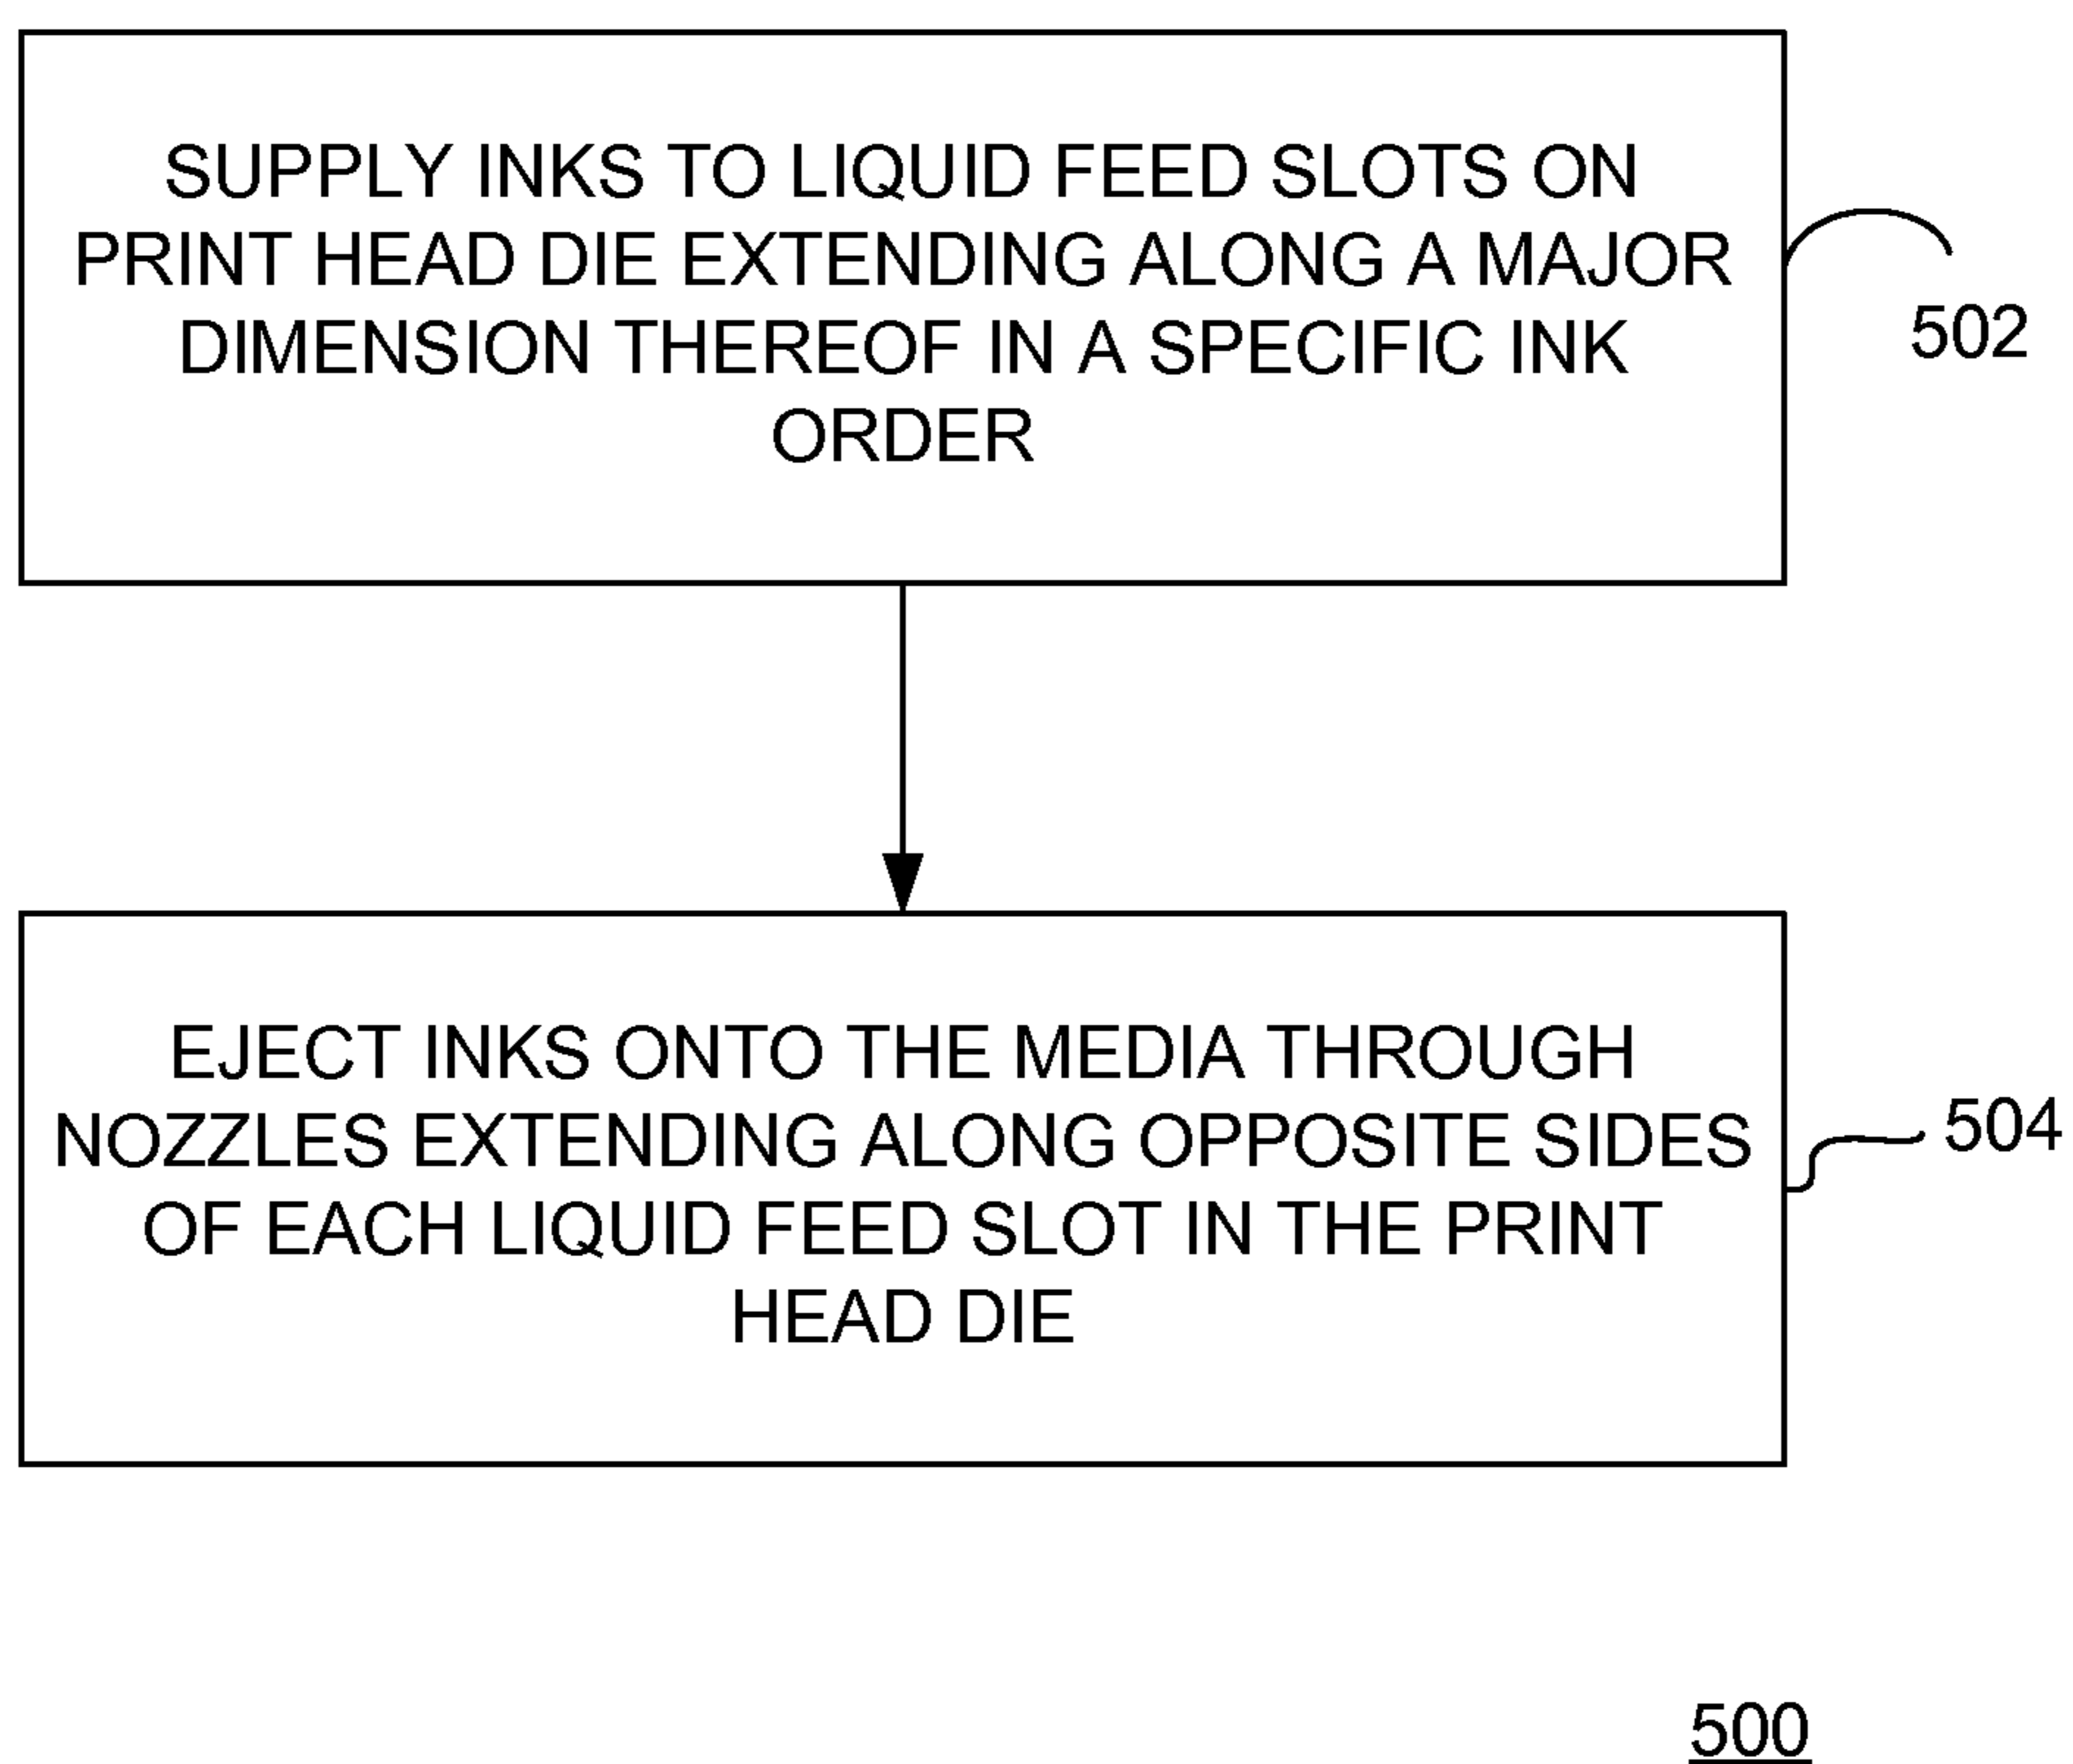 SUPPLY INKS TO LIQUID FEED SLOTS ON
PRINT HEAD DIE EXTENDING ALONG A MAJOR
DIMENSION THEREOF IN A SPECIFIC INK
ORDER
502
EJECT INKS ONTO THE MEDIA THROUGH
NOZZLES EXTENDING ALONG OPPOSITE SIDES
OF EACH LIQUID FEED SLOT IN THE PRINT
HEAD DIE
504
500